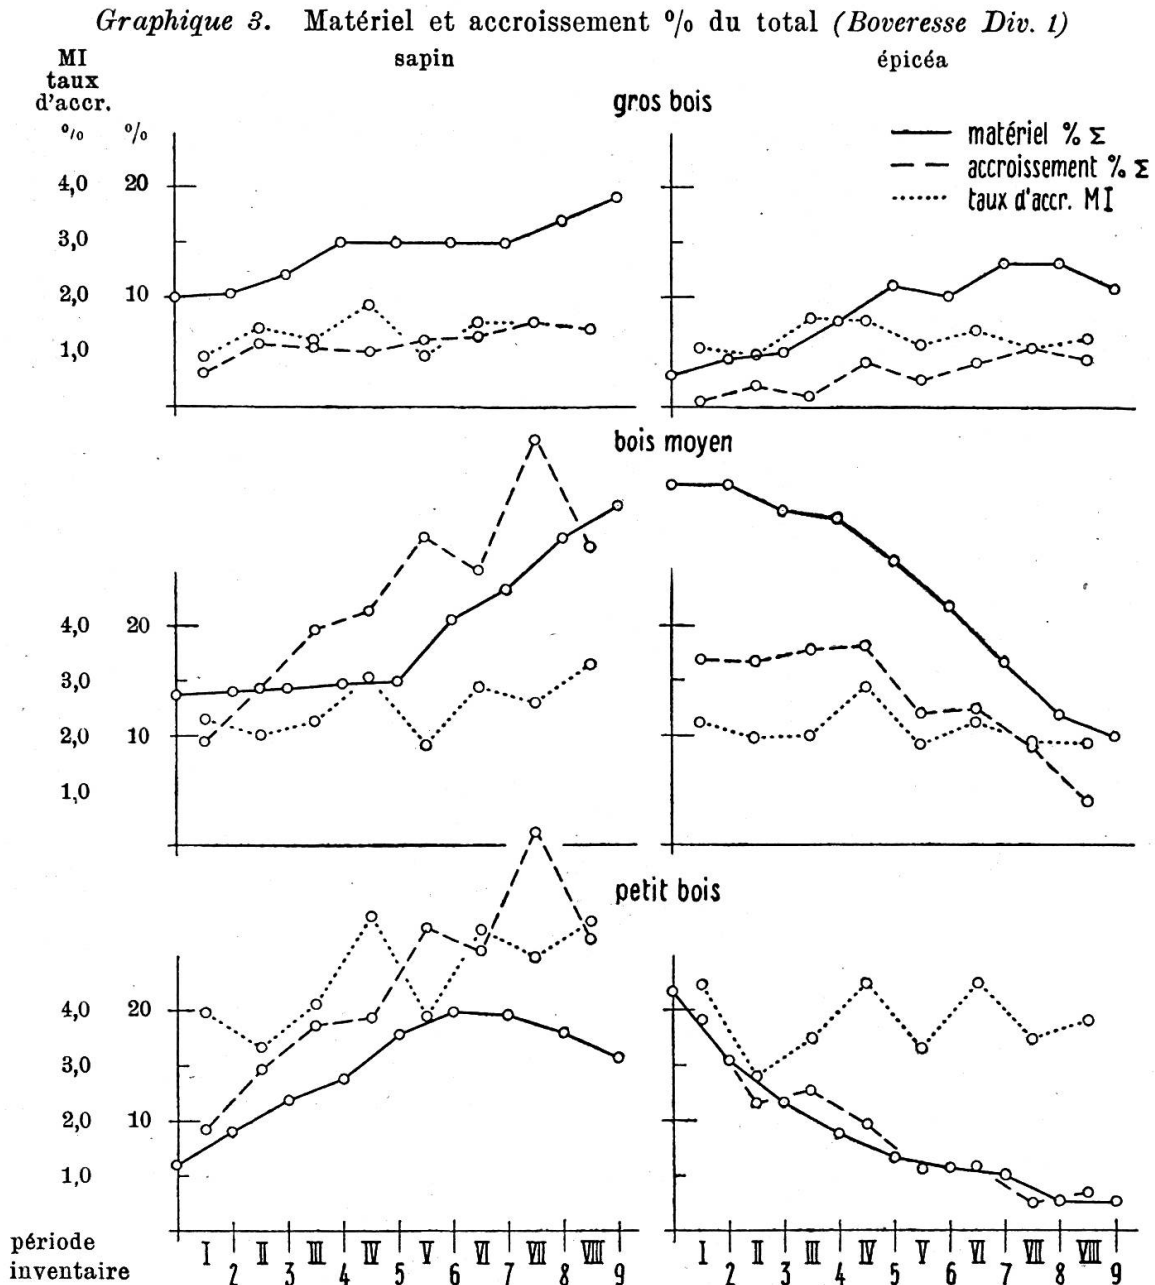 Graphique 3. Matériel et accroissement % du total (Boveresse Div. 1)
MI sapin épicéa
taux
d'accr.
gros bois
% %
matériel % Σ
accroissement % Σ
taux d'accr. MI
4,0 20
3,0
2,0 10
1,0
bois moyen
4,0 20
3,0
2,0 10
1,0
petit bois
4,0 20
3,0
2,0 10
1,0
période I II III IV V VI VII VIII I II III IV V VI VII VIII
inventaire 2 3 4 5 6 7 8 9 2 3 4 5 6 7 8 9